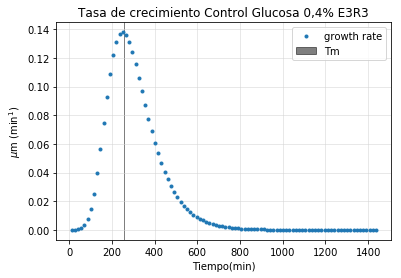 Tasa de crecimiento Control Glucosa 0,4% E3R3
growth rate
Tm
0.14
0.12
0.10
0.08
0.06
0.04
0.02
0.00
μm (min¹)
0 200 400 600 800 1000 1200 1400
Tiempo(min)